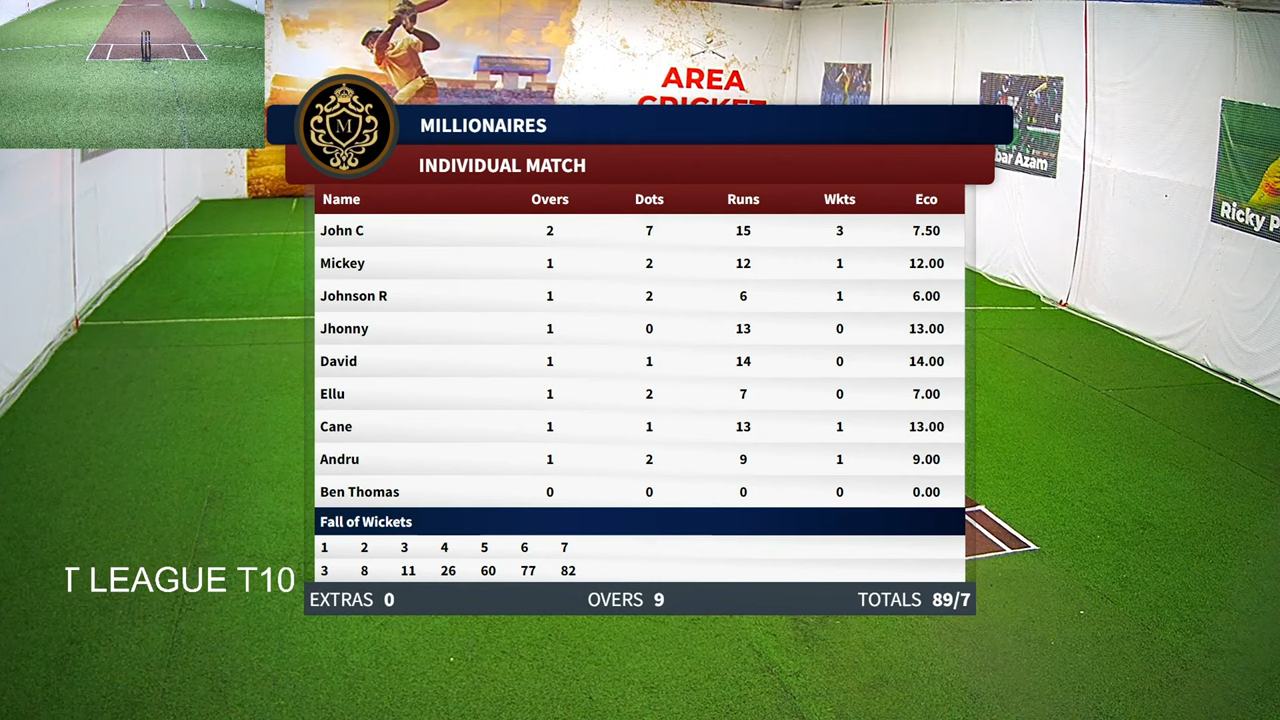 AREA
CRICKET
M
MILLIONAIRES
INDIVIDUAL MATCH
bar Azam
Ricky P
Name Overs Dots Runs Wkts Eco
John C 2 7 15 3 7.50
Mickey 1 2 12 1 12.00
Johnson R 1 2 6 1 6.00
Jhonny 1 0 13 0 13.00
David 1 1 14 0 14.00
Ellu 1 2 7 0 7.00
Cane 1 1 13 1 13.00
Andru 1 2 9 1 9.00
Ben Thomas 0 0 0 0 0.00
Fall of Wickets
1 2 3 4 5 6 7
3 8 11 26 60 77 82
T LEAGUE T10
EXTRAS 0 OVERS 9 TOTALS 89/7